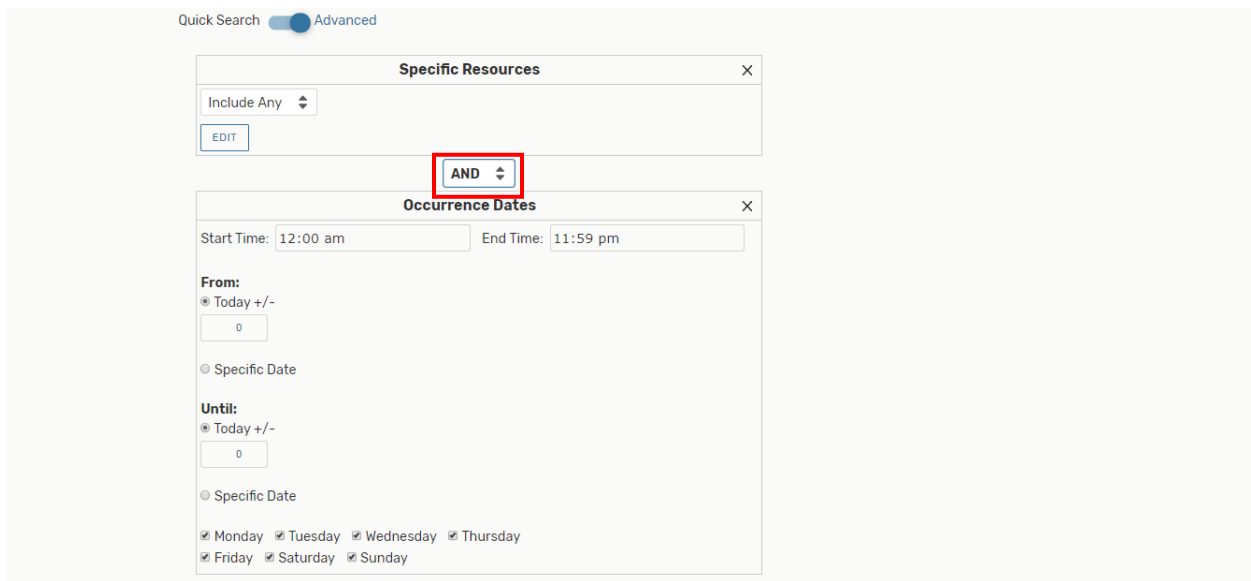 Quick Search Advanced
Specific Resources
Include Any
EDIT
AND
Occurrence Dates
Start Time: 12:00 am End Time: 11:59 pm
From:
Today +/-
0
Specific Date
Until:
Today +/-
0
Specific Date
Monday Tuesday Wednesday Thursday
Friday Saturday Sunday